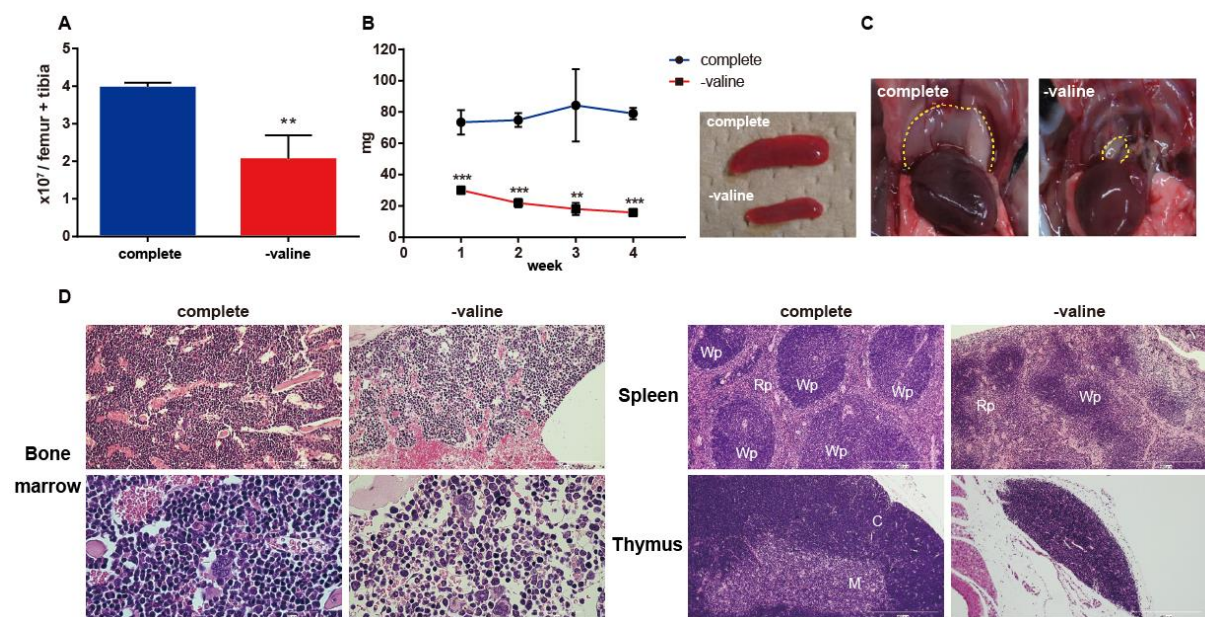 A
x10⁷ / femur + tibia
5
4
3
2
1
0
**
complete
-valine
B
mg
120
100
80
60
40
20
0
***
***
**
***
0
1
2
3
4
week
complete
-valine
complete
-valine
C
complete
-valine
D
complete
-valine
Bone
marrow
complete
-valine
Spleen
Wp
Rp
Wp
Wp
Wp
Wp
Rp
Wp
Thymus
C
M